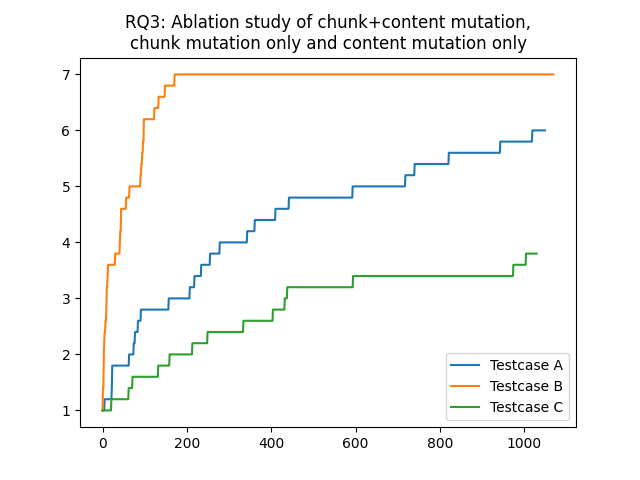 RQ3: Ablation study of chunk+content mutation,
chunk mutation only and content mutation only
7
6
5
4
3
2
1
0
200
400
600
800
1000
Testcase A
Testcase B
Testcase C